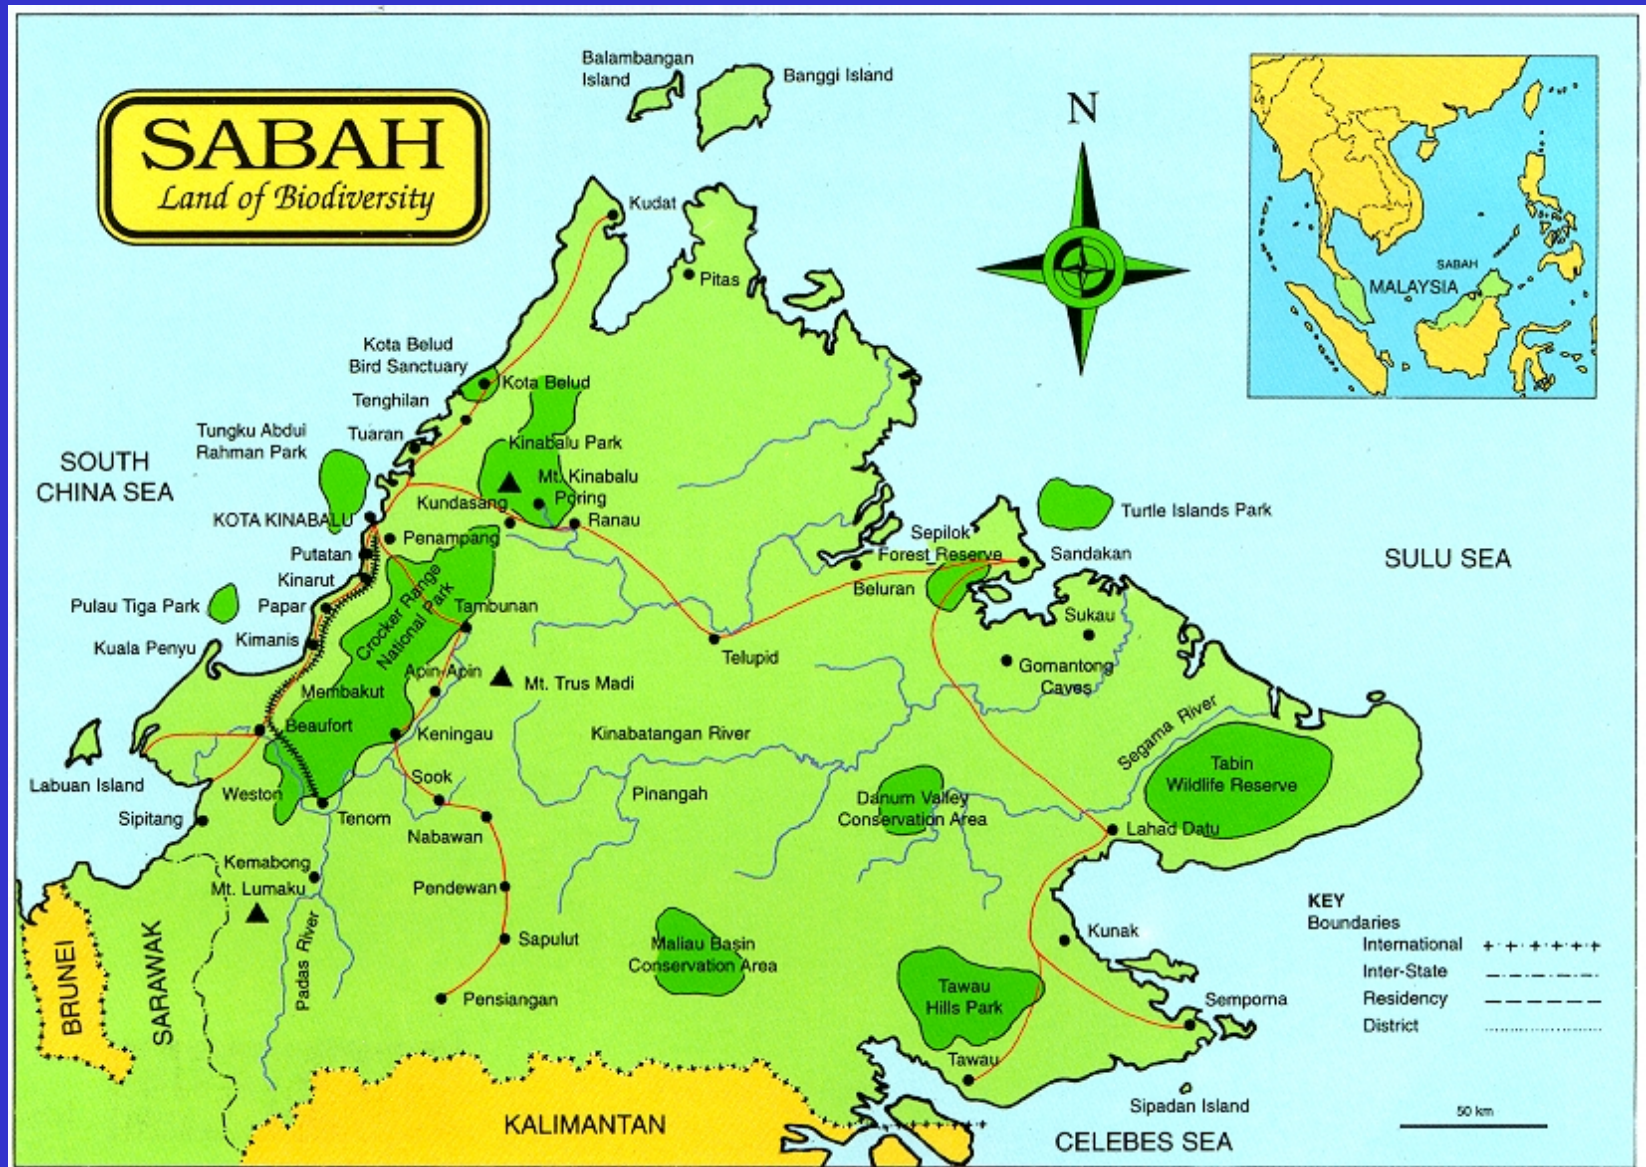 SABAH
Land of Biodiversity
Balambangan
Island
Banggi Island
N
SABAH
MALAYSIA
Kudat
Pitas
Kota Belud
Bird Sanctuary
Kota Belud
Tenghilan
Tuaran
Tungku Abdui
Rahman Park
Kinabalu Park
Mt. Kinabalu
Poring
Kundasang
Ranau
SOUTH
CHINA SEA
KOTA KINABALU
Penampang
Putatan
Kinarut
Pulau Tiga Park
Papar
Kimanis
Kuala Penyu
Crocker Range
National Park
Tambunan
Apin-Apin
Mt. Trus Madi
Membakut
Beaufort
Keningau
Labuan Island
Weston
Sipitang
Tenom
Sook
Nabawan
Kemabong
Mt. Lumaku
Pendewan
Sapulut
Pensiangan
Padas River
BRUNEI
SARAWAK
Telupid
Beluran
Sepilok
Forest Reserve
Sandakan
Turtle Islands Park
SULU SEA
Sukau
Gomantong
Caves
Kinabatangan River
Pinangah
Segama River
Tabin
Wildlife Reserve
Danum Valley
Conservation Area
Lahad Datu
Maliau Basin
Conservation Area
Kunak
Tawau
Hills Park
Semporna
Tawau
Sipadan Island
KALIMANTAN
CELEBES SEA
KEY
Boundaries
International
Inter-State
Residency
District
50 km